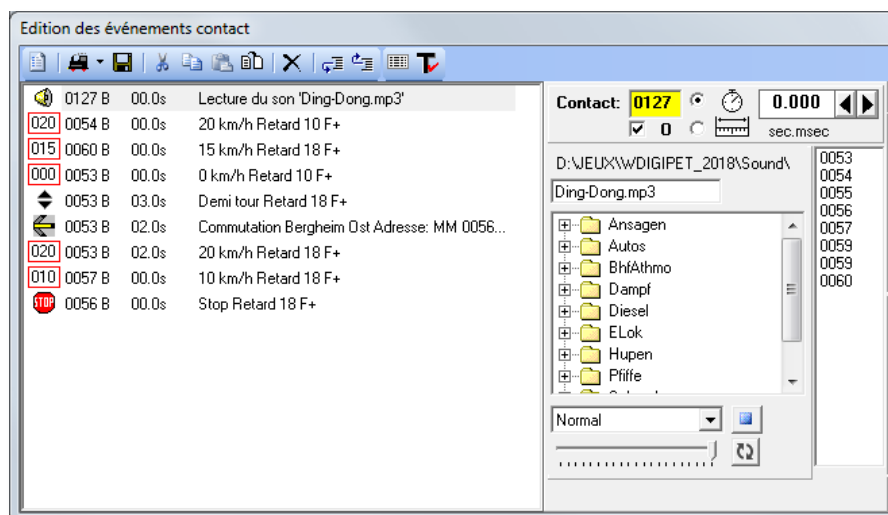 Edition des événements contact
0127 B 00.0s Lecture du son 'Ding-Dong.mp3'
020 0054 B 00.0s 20 km/h Retard 10 F+
015 0060 B 00.0s 15 km/h Retard 18 F+
000 0053 B 00.0s 0 km/h Retard 10 F+
0053 B 03.0s Demi tour Retard 18 F+
0053 B 02.0s Commutation Bergheim Ost Adresse: MM 0056...
020 0053 B 02.0s 20 km/h Retard 18 F+
010 0057 B 00.0s 10 km/h Retard 18 F+
STOP 0056 B 00.0s Stop Retard 18 F+
Contact: 0127 0.000
0 sec.msec
D:\JEUX\WDIGIPET_2018\Sound\
Ding-Dong.mp3
Ansagen
Autos
BhfAthmo
Dampf
Diesel
ELok
Hupen
Pfiffe
Normal
0053
0054
0055
0056
0057
0059
0059
0060